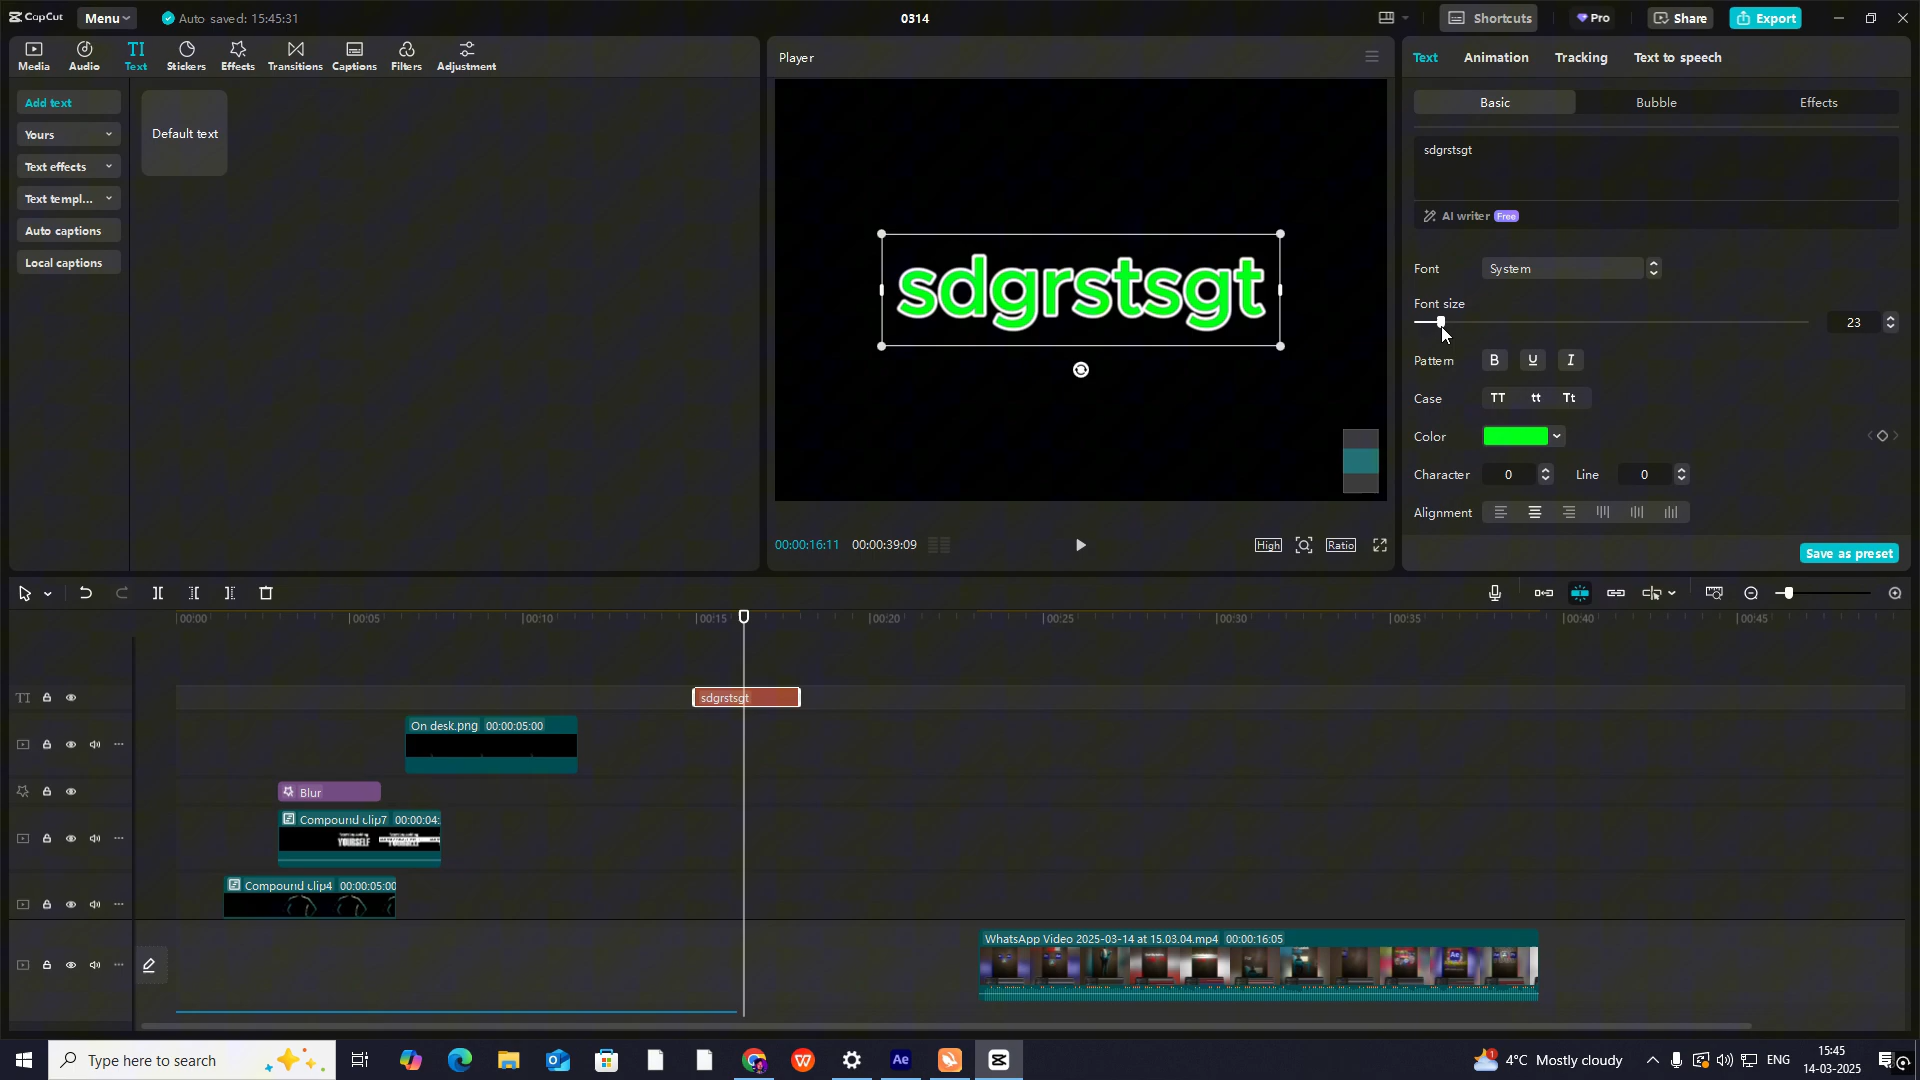 CapCut Menu Auto saved: 15:45:31 0314 Shortcuts Pro Share Export
Media Audio Text Stickers Effects Transitions Captions Filters Adjustment
TI
Add text
Yours
Text effects
Text templ...
Auto captions
Local captions
Default text
Player
sdgrstsgt
00:00:16:11 00:00:39:09 High Ratio
Text Animation Tracking Text to speech
Basic Bubble Effects
sdgrstsgt
AI writer Free
Font System
Font size
23
Pattern B U I
Case TT tt Tt
Color
Character 0 Line 0
Alignment
Save as preset
00:00 00:05 00:10 00:15 00:20 00:25 00:30 00:35 00:40 00:45
TI sdgrstsgt
On desk.png 00:00:05:00
Blur
Compound clip7 00:00:04:
YOURSELF
Compound clip4 00:00:05:00
WhatsApp Video 2025-03-14 at 15.03.04.mp4 00:00:16:05
Ae
Type here to search
Ae
1
4°C Mostly cloudy
ENG
15:45
14-03-2025